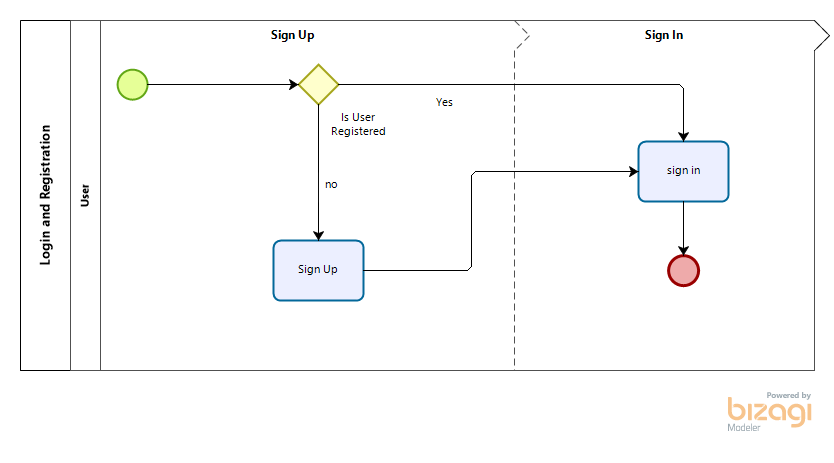 Sign Up
Sign In
Login and Registration
User
Yes
Is User
Registered
no
sign in
Sign Up
Powered by
bizagi
Modeler